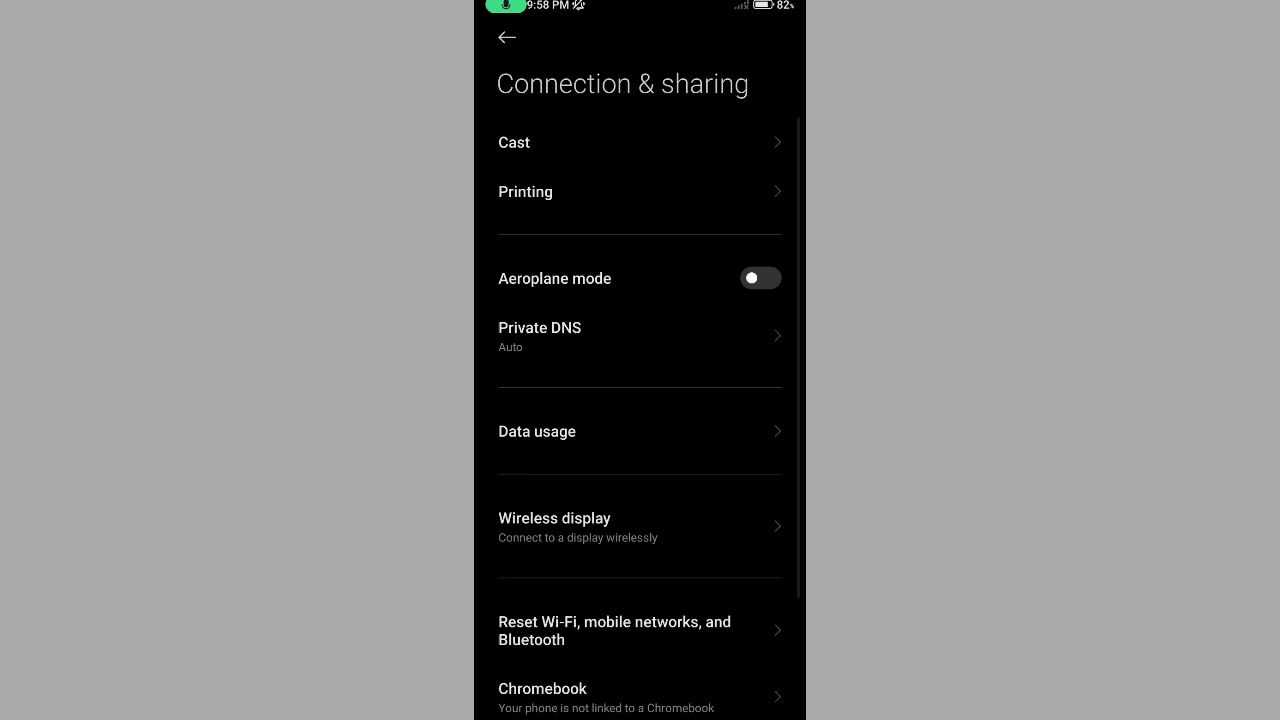 9:58 PM 82%
Connection & sharing
Cast
Printing
Aeroplane mode
Private DNS
Auto
Data usage
Wireless display
Connect to a display wirelessly
Reset Wi-Fi, mobile networks, and
Bluetooth
Chromebook
Your phone is not linked to a Chromebook